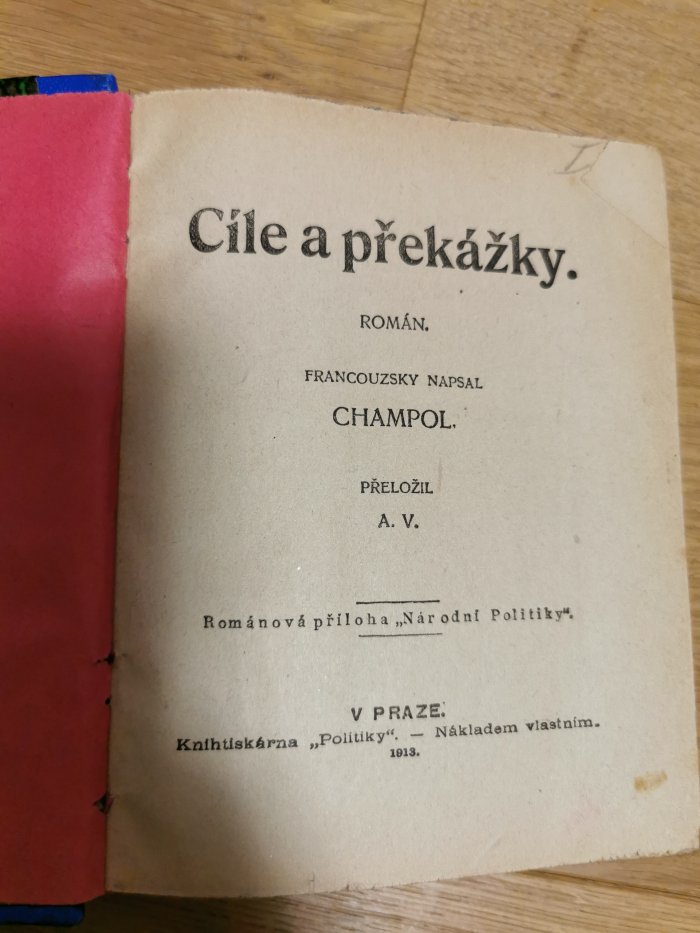 I.
Cíle a překážky.
ROMÁN.
FRANCOUZSKY NAPSAL
CHAMPOL.
PŘELOŽIL
A. V.
Románová příloha „Národní Politiky“.
V PRAZE.
Knihtiskárna „Politiky“. — Nákladem vlastním.
1913.